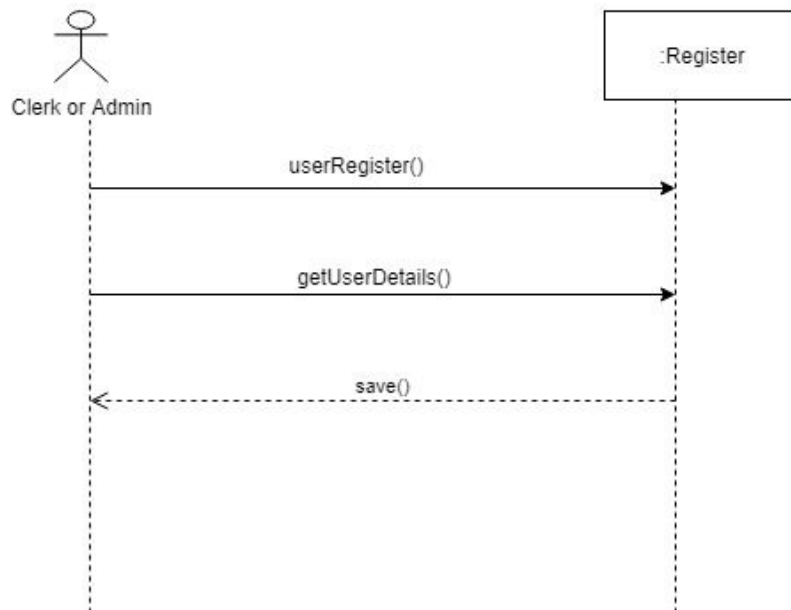 Clerk or Admin
:Register
userRegister()
getUserDetails()
save()